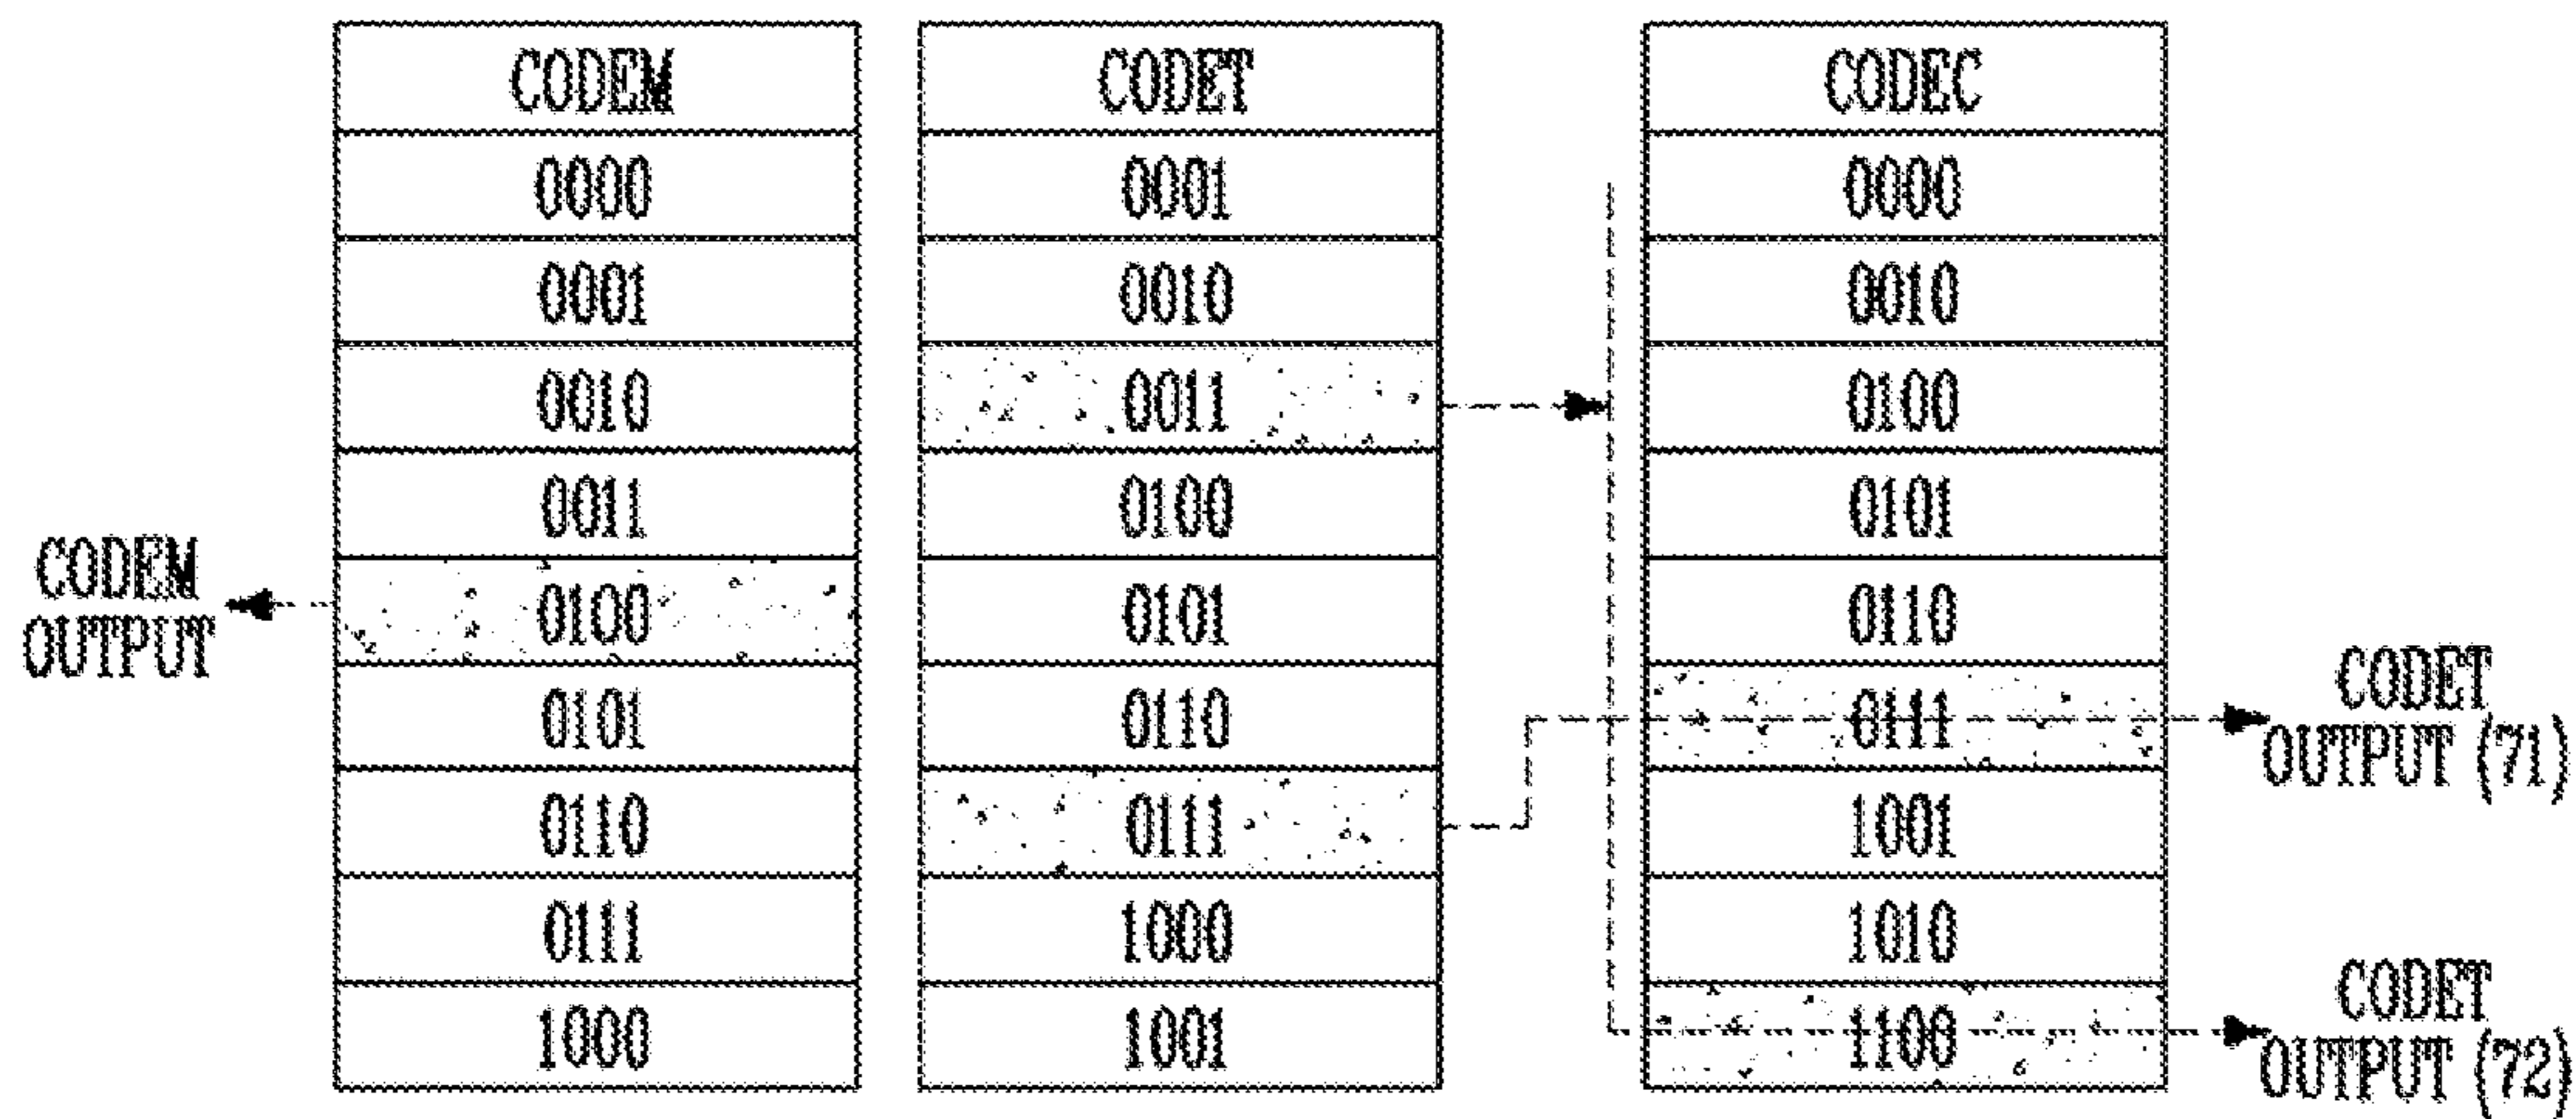 CODEM CODET CODEC
0000 0001 0000
0001 0010 0010
0010 0011 0100
0011 0100 0101
CODEM
OUTPUT
0100 0101 0110
0101 0110 0111
CODET
OUTPUT (71)
0110 0111 1001
0111 1000 1010
1000 1001 1100
CODET
OUTPUT (72)